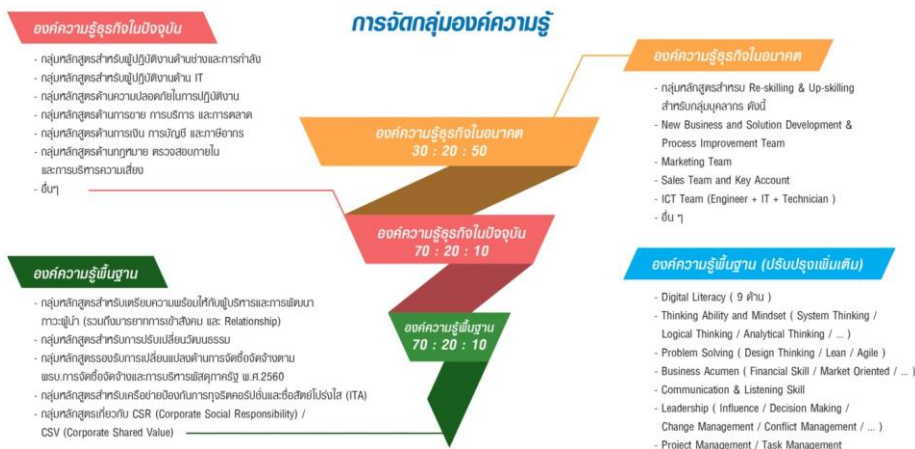 การจัดกลุ่มองค์ความรู้
องค์ความรู้ธุรกิจในปัจจุบัน
- กลุ่มหลักสูตรสำหรับผู้ปฏิบัติงานด้านช่างและการกำลัง
- กลุ่มหลักสูตรสำหรับผู้ปฏิบัติงานด้าน IT
- กลุ่มหลักสูตรด้านความปลอดภัยในการปฏิบัติงาน
- กลุ่มหลักสูตรด้านการขาย การบริการ และการตลาด
- กลุ่มหลักสูตรด้านการเงิน การบัญชี และภาษีอากร
- กลุ่มหลักสูตรด้านกฎหมาย ตรวจสอบภายใน
และการบริหารความเสี่ยง
- อื่นๆ
องค์ความรู้พื้นฐาน
- กลุ่มหลักสูตรสำหรับเตรียมความพร้อมให้กับผู้บริหารและการพัฒนา
ภาวะผู้นำ (รวมถึงมารยาทการเข้าสังคม และ Relationship)
- กลุ่มหลักสูตรสำหรับการปรับเปลี่ยนวัฒนธรรม
- กลุ่มหลักสูตรรองรับการเปลี่ยนแปลงด้านการจัดซื้อจัดจ้างตาม
พรบ.การจัดซื้อจัดจ้างและการบริหารพัสดุภาครัฐ พ.ศ.2560
- กลุ่มหลักสูตรสำหรับเครือข่ายป้องกันการทุจริตคอรัปชั่นและซื่อสัตย์โปร่งใส (ITA)
- กลุ่มหลักสูตรเกี่ยวกับ CSR (Corporate Social Responsibility) /
CSV (Corporate Shared Value)
องค์ความรู้ธุรกิจในอนาคต
30 : 20 : 50
องค์ความรู้ธุรกิจในปัจจุบัน
70 : 20 : 10
องค์ความรู้พื้นฐาน
70 : 20 : 10
องค์ความรู้ธุรกิจในอนาคต
- กลุ่มหลักสูตรสำหรบ Re-skilling & Up-skilling
สำหรับกลุ่มบุคลากร ดังนี้
- New Business and Solution Development &
Process Improvement Team
- Marketing Team
- Sales Team and Key Account
- ICT Team (Engineer + IT + Technician )
- อื่น ๆ
องค์ความรู้พื้นฐาน (ปรับปรุงเพิ่มเติม)
- Digital Literacy ( 9 ด้าน )
- Thinking Ability and Mindset ( System Thinking /
Logical Thinking / Analytical Thinking / ... )
- Problem Solving ( Design Thinking / Lean / Agile )
- Business Acumen ( Financial Skill / Market Oriented / ... )
- Communication & Listening Skill
- Leadership ( Influence / Decision Making /
Change Management / Conflict Management / ... )
- Project Management / Task Management